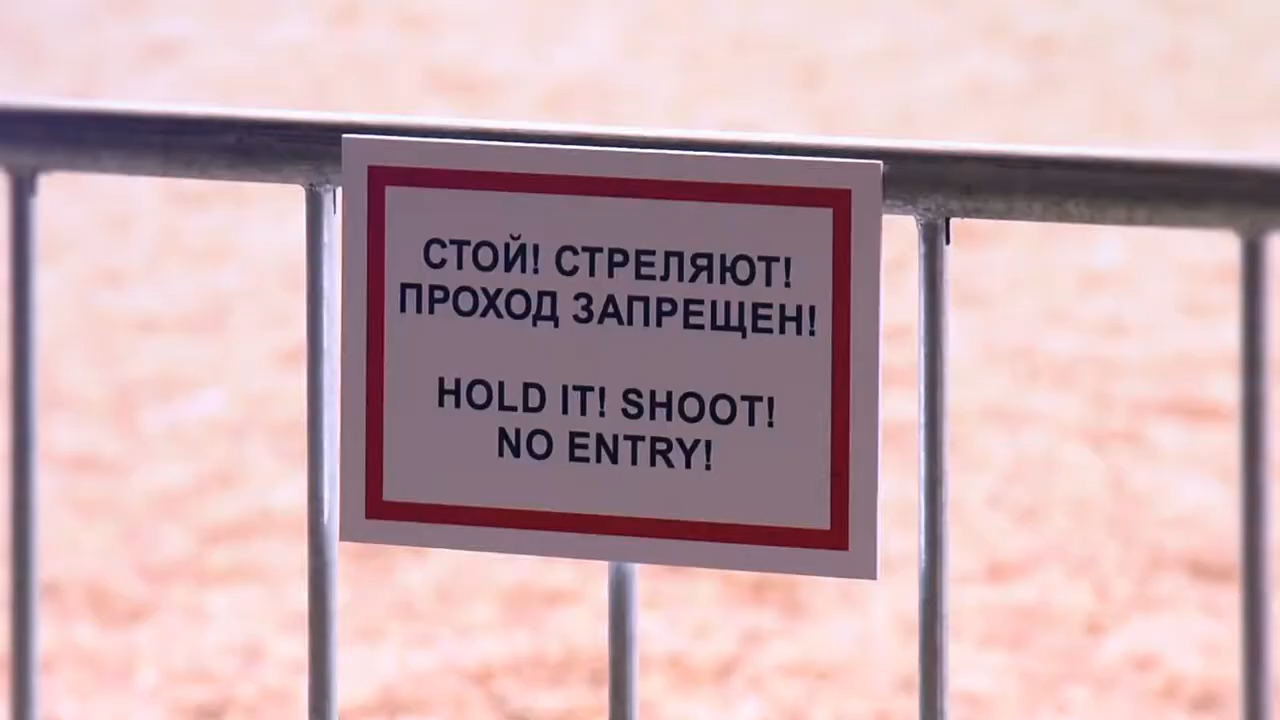 СТОЙ! СТРЕЛЯЮТ!
ПРОХОД ЗАПРЕЩЕН!
HOLD IT! SHOOT!
NO ENTRY!